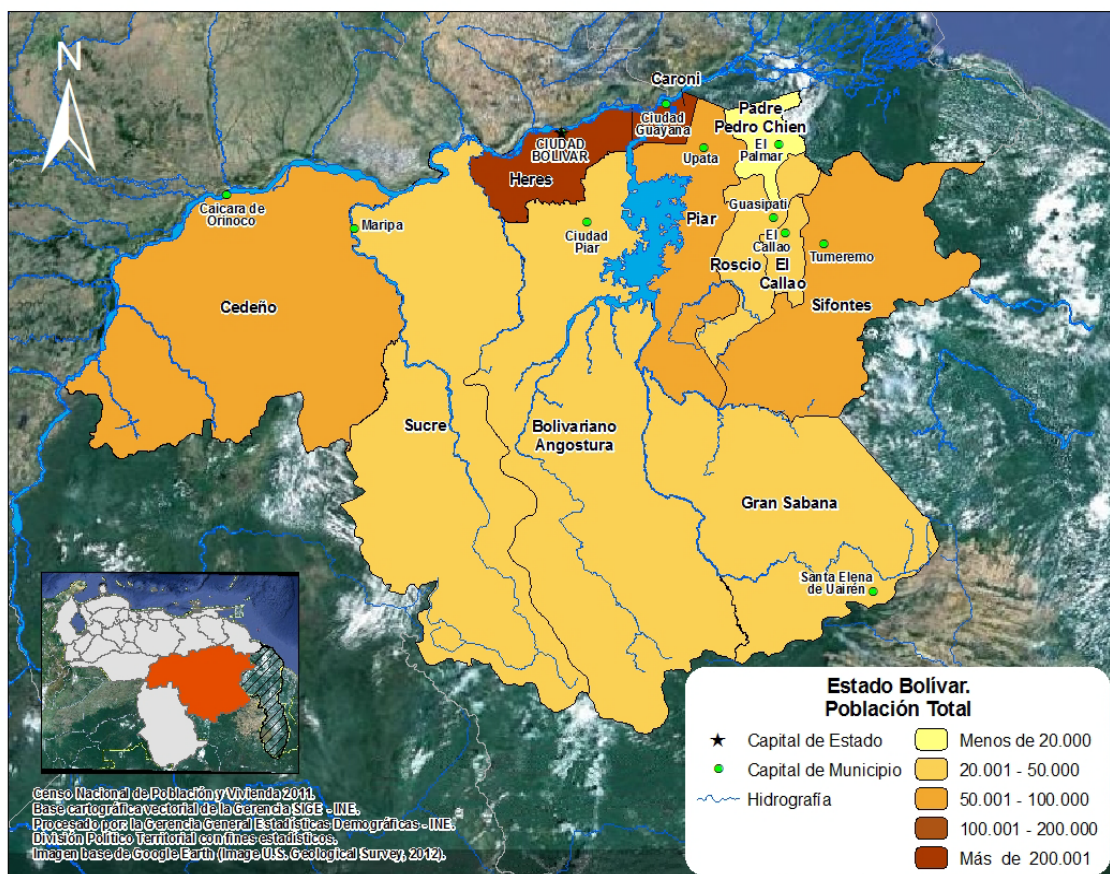 N
Caroni
Ciudad
Guayana
Padre
Pedro Chien
El
Palmar
CIUDAD
BOLIVAR
Heres
Upata
Caicara de
Orinoco
Maripa
Ciudad
Piar
Piar
Guasipati
El
Callao
Tumeremo
Roscio
El
Callao
Sifontes
Cedeño
Sucre
Bolivariano
Angostura
Gran Sabana
Santa Elena
de Uairén
Estado Bolívar.
Población Total
Capital de Estado
Capital de Municipio
Hidrografía
Menos de 20.000
20.001 - 50.000
50.001 - 100.000
100.001 - 200.000
Más de 200.001
Censo Nacional de Población y Vivienda 2011.
Base cartográfica vectorial de la Gerencia SIGE - INE.
Procesado por: la Gerencia General Estadísticas Demográficas - INE.
División Político Territorial con fines estadísticos.
Imagen base de Google Earth (Image U.S. Geological Survey, 2012).